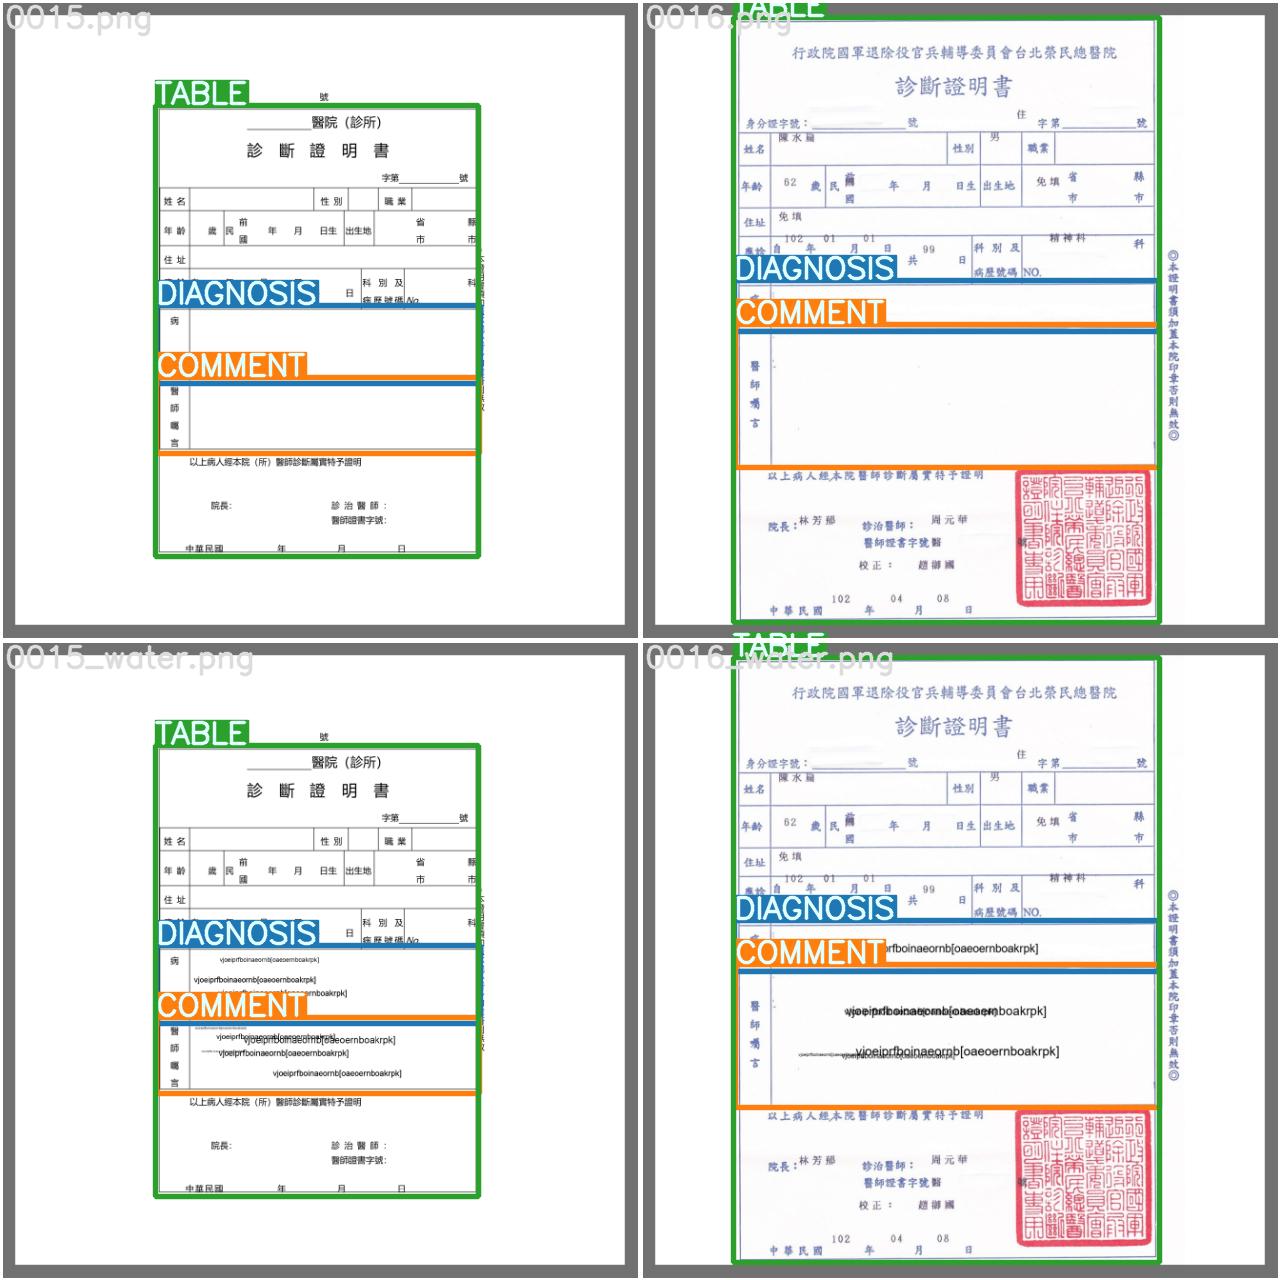 0015.png
TABLE
號
醫院（診所）
診斷證明書
字第 號
姓名 性別 職業
年齡 歲 民 前 國 年 月 日生 出生地 省 市 縣 市
住址
日 科別及 病歷號碼 No. 科
DIAGNOSIS
病
COMMENT
醫師囑言
以上病人經本院（所）醫師診斷屬實特予證明
院長: 診治醫師:
醫師證書字號:
中華民國 年 月 日
0016.png
TABLE
行政院國軍退除役官兵輔導委員會台北榮民總醫院
診斷證明書
住
身分證字號: 號 字第 號
姓名 陳水扁 性別 男 職業
年齡 62 歲 民 國 年 月 日生 出生地 免填 省 市 縣 市
住址 免填
應診 自 102 年 01 月 01 日 共 99 日 科別及 病歷號碼 NO. 精神科 科
DIAGNOSIS
COMMENT
醫師囑言
◎本證明書須加蓋本院印章否則無效◎
以上病人經本院醫師診斷屬實特予證明
院長: 林芳郁 診治醫師: 周元華
醫師證書字號 醫 號
校正: 趙御國
中華民國 102 年 04 月 08 日
0015_water.png
TABLE
號
醫院（診所）
診斷證明書
字第 號
姓名 性別 職業
年齡 歲 民 前 國 年 月 日生 出生地 省 市 縣 市
住址
日 科別及 病歷號碼 No. 科
DIAGNOSIS
病
vjoeiprfboinaeornb[oaeoernboakrpk]
vjoeiprfboinaeornb[oaeoernboakrpk]
COMMENT
醫師囑言
vjoeiprfboinaeornb[oaeoernboakrpk]
vjoeiprfboinaeornb[oaeoernboakrpk]
vjoeiprfboinaeornb[oaeoernboakrpk]
以上病人經本院（所）醫師診斷屬實特予證明
院長: 診治醫師:
醫師證書字號:
中華民國 年 月 日
0016_water.png
TABLE
行政院國軍退除役官兵輔導委員會台北榮民總醫院
診斷證明書
住
身分證字號: 號 字第 號
姓名 陳水扁 性別 男 職業
年齡 62 歲 民 國 年 月 日生 出生地 免填 省 市 縣 市
住址 免填
應診 自 102 年 01 月 01 日 共 99 日 科別及 病歷號碼 NO. 精神科 科
DIAGNOSIS
COMMENT
rfboinaeornb[oaeoernboakrpk]
醫師囑言
vjoeiprfboinaeornb[oaeoernboakrpk]
vjoeiprfboinaeornb[oaeoernboakrpk]
◎本證明書須加蓋本院印章否則無效◎
以上病人經本院醫師診斷屬實特予證明
院長: 林芳郁 診治醫師: 周元華
醫師證書字號 醫 號
校正: 趙御國
中華民國 102 年 04 月 08 日